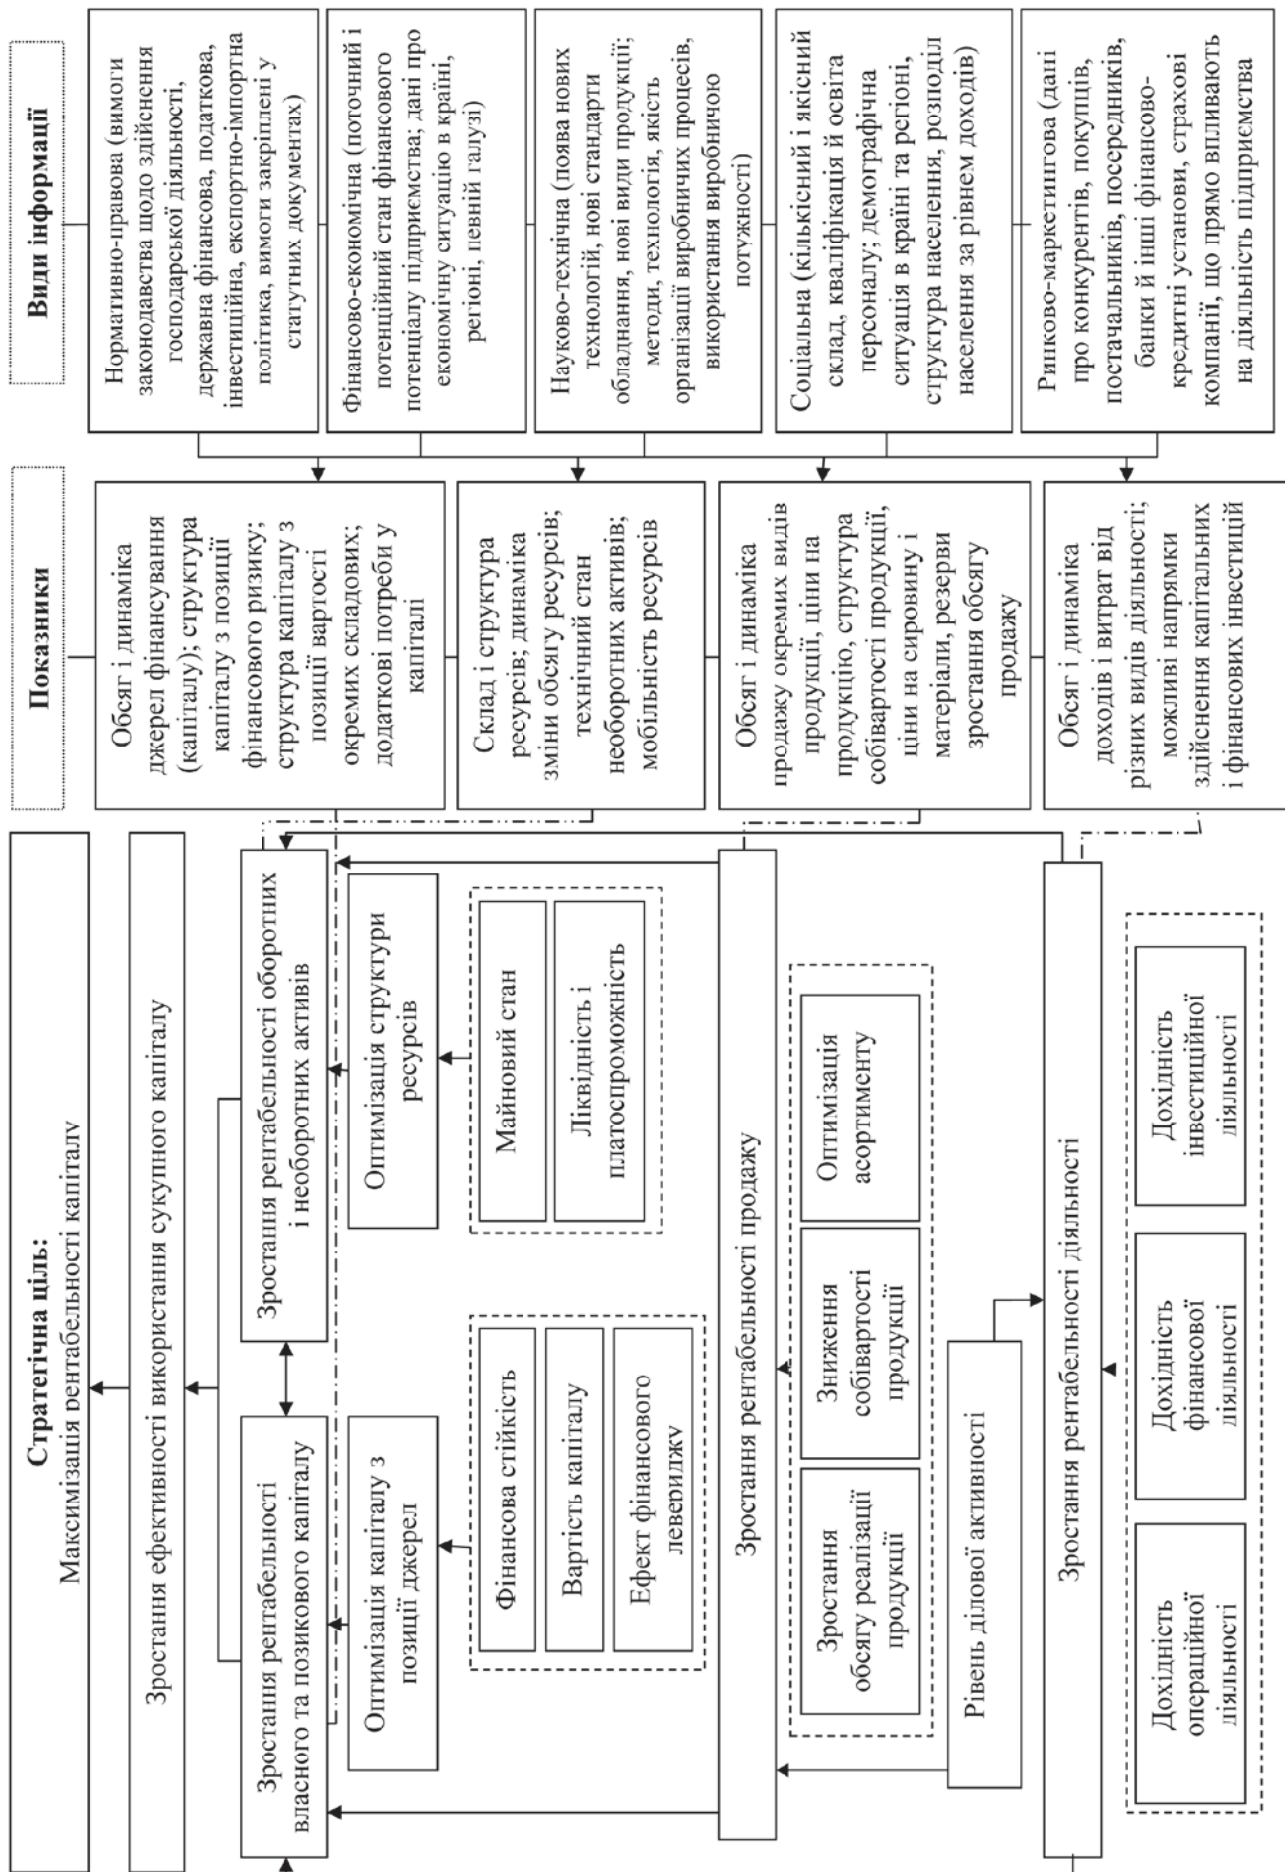 Стратегічна ціль:
Максимізація рентабельності капіталу
Зростання ефективності використання сукупного капіталу
Зростання рентабельності
власного та позикового капіталу
Зростання рентабельності оборотних
і необоротних активів
Оптимізація капіталу з
позиції джерел
Оптимізація структури
ресурсів
Фінансова стійкість
Вартість капіталу
Ефект фінансового
левериджу
Майновий стан
Ліквідність і
платоспроможність
Зростання рентабельності продажу
Зростання
обсягу реалізації
продукції
Зниження
собівартості
продукції
Оптимізація
асортименту
Рівень ділової активності
Зростання рентабельності діяльності
Дохідність
операційної
діяльності
Дохідність
фінансової
діяльності
Дохідність
інвестиційної
діяльності
Показники
Обсяг і динаміка
джерел фінансування
(капіталу); структура
капіталу з позиції
фінансового ризику;
структура капіталу з
позиції вартості
окремих складових;
додаткові потреби у
капіталі
Склад і структура
ресурсів; динаміка
зміни обсягу ресурсів;
технічний стан
необоротних активів;
мобільність ресурсів
Обсяг і динаміка
продажу окремих видів
продукції, ціни на
продукцію, структура
собівартості продукції,
ціни на сировину і
матеріали, резерви
зростання обсягу
продажу
Обсяг і динаміка
доходів і витрат від
різних видів діяльності;
можливі напрямки
здійснення капітальних
і фінансових інвестицій
Види інформації
Нормативно-правова (вимоги
законодавства щодо здійснення
господарської діяльності,
державна фінансова, податкова,
інвестиційна, експортно-імпортна
політика, вимоги закріплені у
статутних документах)
Фінансово-економічна (поточний і
потенційний стан фінансового
потенціалу підприємства; дані про
економічну ситуацію в країні,
регіоні, певній галузі)
Науково-технічна (поява нових
технологій, нові стандарти
обладнання, нові види продукції;
методи, технологія, якість
організації виробничих процесів,
використання виробничою
потужності)
Соціальна (кількісний і якісний
склад, кваліфікація й освіта
персоналу; демографічна
ситуація в країні та регіоні,
структура населення, розподіл
населення за рівнем доходів)
Ринково-маркетингова (дані
про конкурентів, покупців,
постачальників, посередників,
банки й інші фінансово-
кредитні установи, страхові
компанії, що прямо впливають
на діяльність підприємства